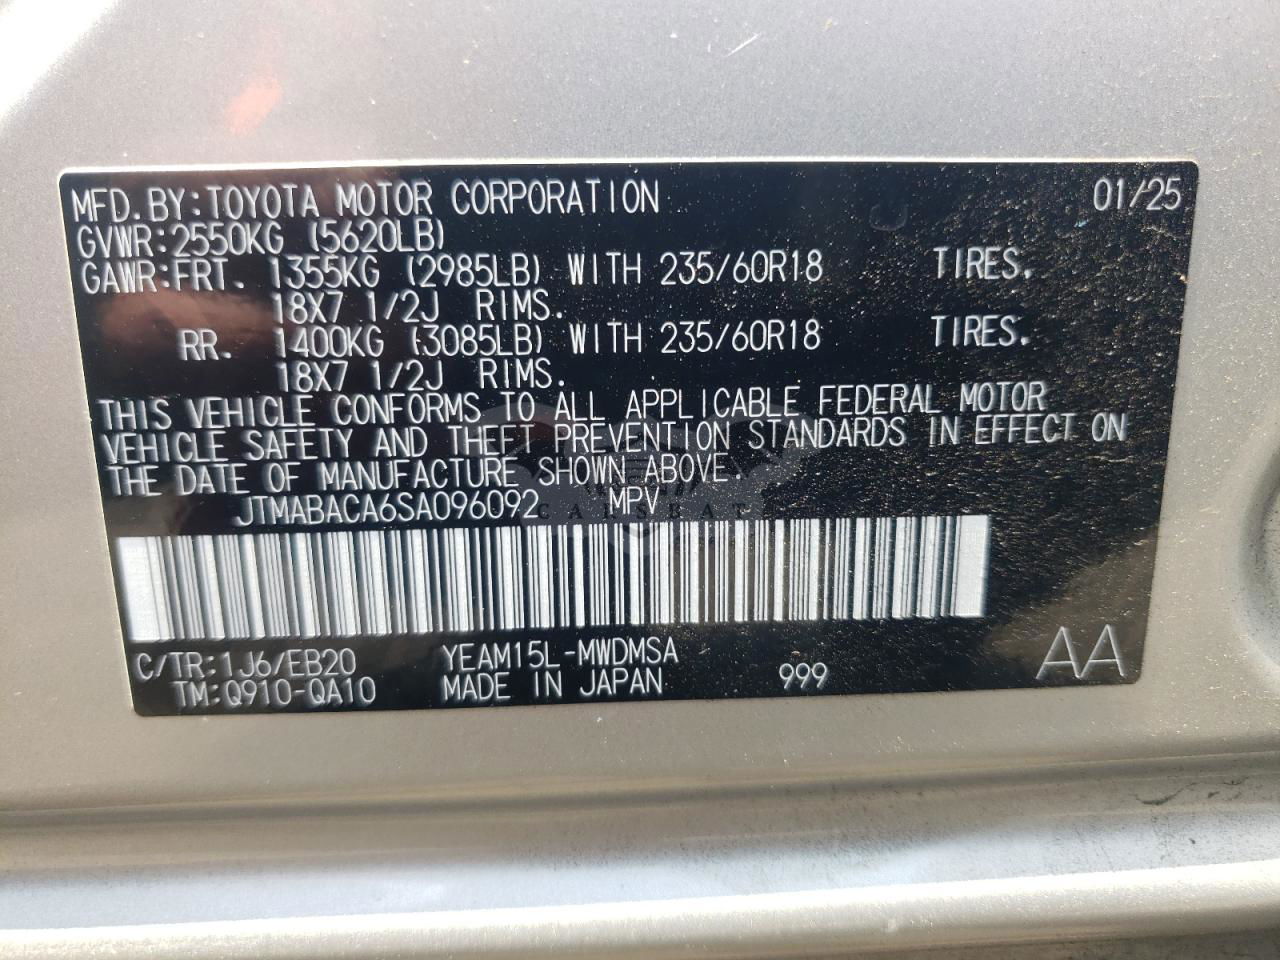 MFD.BY:TOYOTA MOTOR CORPORATION 01/25
GVWR:2550KG (5620LB)
GAWR:FRT. 1355KG (2985LB) WITH 235/60R18 TIRES.
18X7 1/2J RIMS.
RR. 1400KG (3085LB) WITH 235/60R18 TIRES.
18X7 1/2J RIMS.
THIS VEHICLE CONFORMS TO ALL APPLICABLE FEDERAL MOTOR
VEHICLE SAFETY AND THEFT PREVENTION STANDARDS IN EFFECT ON
THE DATE OF MANUFACTURE SHOWN ABOVE.
JTMABACA6SA096092 MPV
C/TR:1J6/EB20 YEAM15L-MWDMSA AA
TM:Q910-QA10 MADE IN JAPAN 999